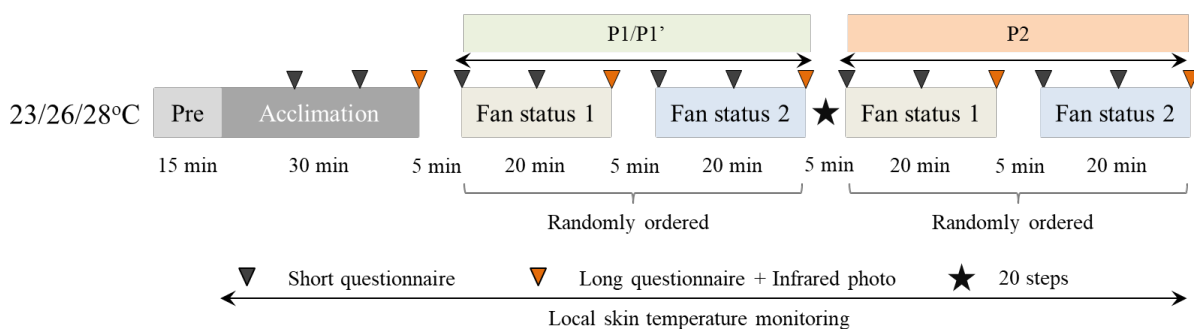 P1/P1’ P2
23/26/28°C Pre Acclimation Fan status 1 Fan status 2 Fan status 1 Fan status 2
15 min 30 min 5 min 20 min 5 min 20 min 5 min 20 min 5 min 20 min
Randomly ordered Randomly ordered
Short questionnaire Long questionnaire + Infrared photo 20 steps
Local skin temperature monitoring